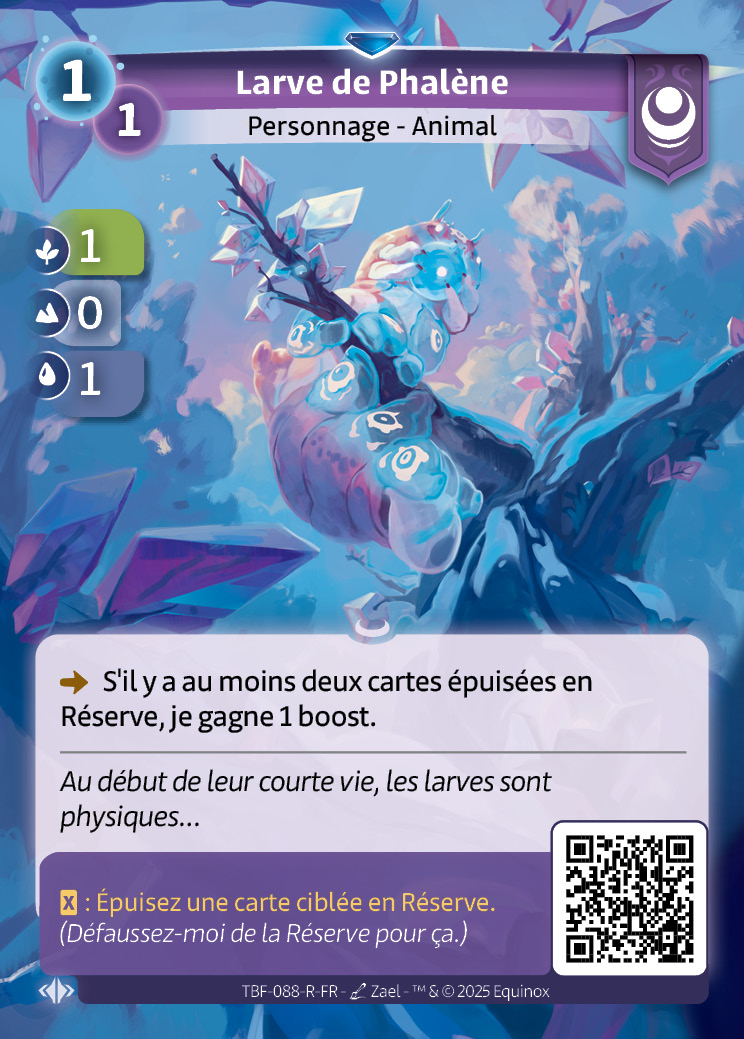 1
Larve de Phalène
1
Personnage - Animal
1
0
1
S'il y a au moins deux cartes épuisées en
Réserve, je gagne 1 boost.
Au début de leur courte vie, les larves sont
physiques...
X : Épuisez une carte ciblée en Réserve.
(Défaussez-moi de la Réserve pour ça.)
TBF-088-R-FR - Zael - ™ & © 2025 Equinox